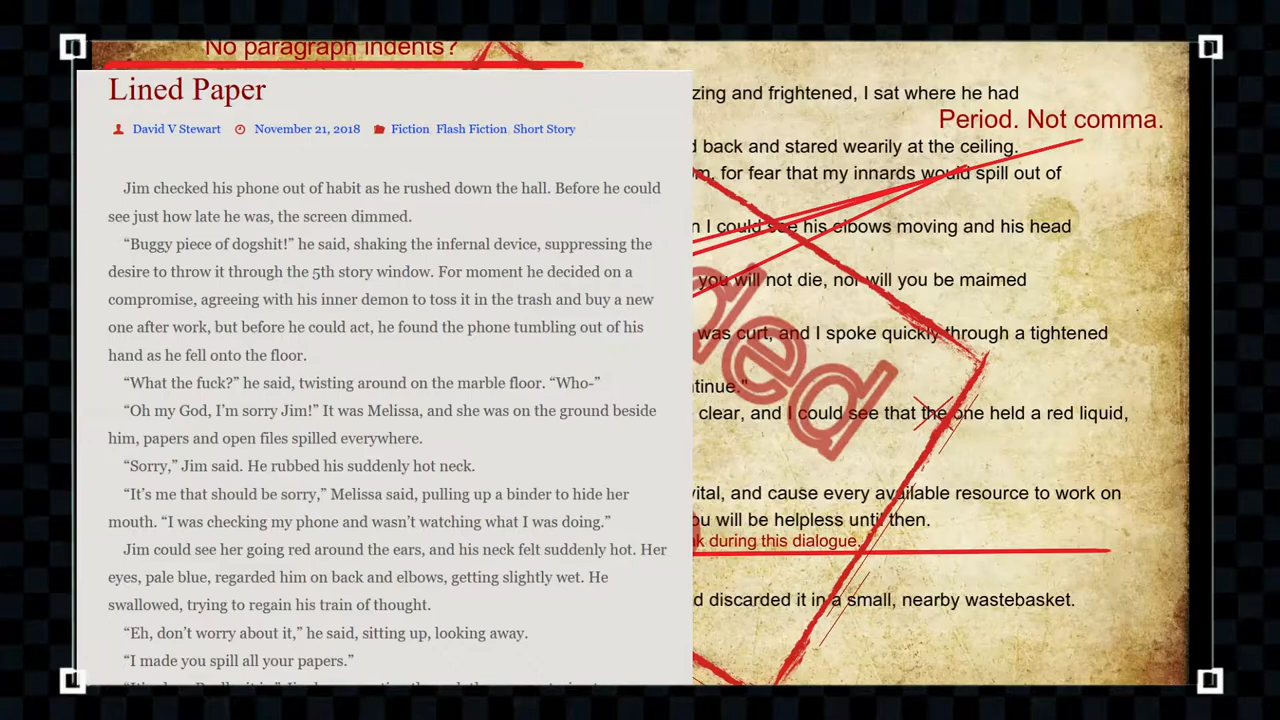 No paragraph indents?
Lined Paper
David V Stewart November 21, 2018 Fiction Flash Fiction Short Story
Jim checked his phone out of habit as he rushed down the hall. Before he could
see just how late he was, the screen dimmed.
“Buggy piece of dogshit!” he said, shaking the infernal device, suppressing the
desire to throw it through the 5th story window. For moment he decided on a
compromise, agreeing with his inner demon to toss it in the trash and buy a new
one after work, but before he could act, he found the phone tumbling out of his
hand as he fell onto the floor.
“What the fuck?” he said, twisting around on the marble floor. “Who-”
“Oh my God, I’m sorry Jim!” It was Melissa, and she was on the ground beside
him, papers and open files spilled everywhere.
“Sorry,” Jim said. He rubbed his suddenly hot neck.
“It’s me that should be sorry,” Melissa said, pulling up a binder to hide her
mouth. “I was checking my phone and wasn’t watching what I was doing.”
Jim could see her going red around the ears, and his neck felt suddenly hot. Her
eyes, pale blue, regarded him on back and elbows, getting slightly wet. He
swallowed, trying to regain his train of thought.
“Eh, don’t worry about it,” he said, sitting up, looking away.
“I made you spill all your papers.”
zing and frightened, I sat where he had
Period. Not comma.
back and stared wearily at the ceiling.
for fear that my innards would spill out of
I could see his elbows moving and his head
you will not die, nor will you be maimed
was curt, and I spoke quickly through a tightened
tinue."
clear, and I could see that the one held a red liquid,
vital, and cause every available resource to work on
ou will be helpless until then.
k during this dialogue.
d discarded it in a small, nearby wastebasket.